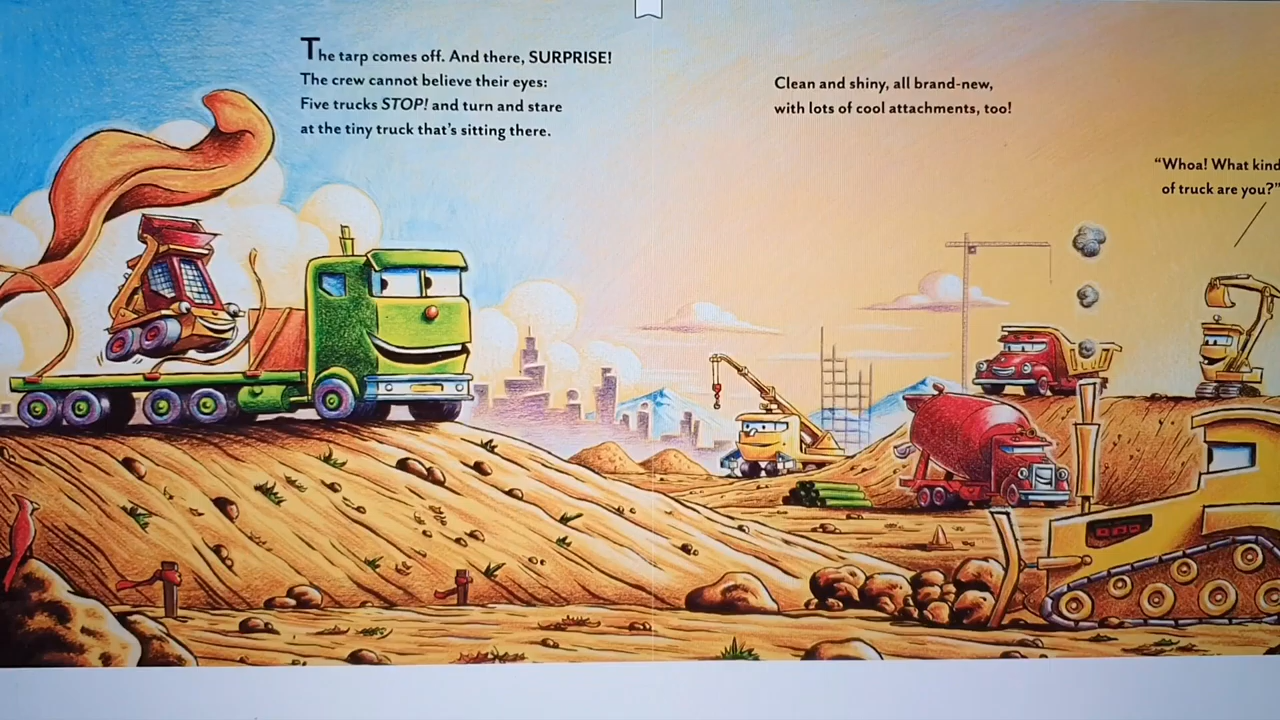 The tarp comes off. And there, SURPRISE!
The crew cannot believe their eyes:
Five trucks STOP! and turn and stare
at the tiny truck that's sitting there.
Clean and shiny, all brand-new,
with lots of cool attachments, too!
“Whoa! What kind
of truck are you?”